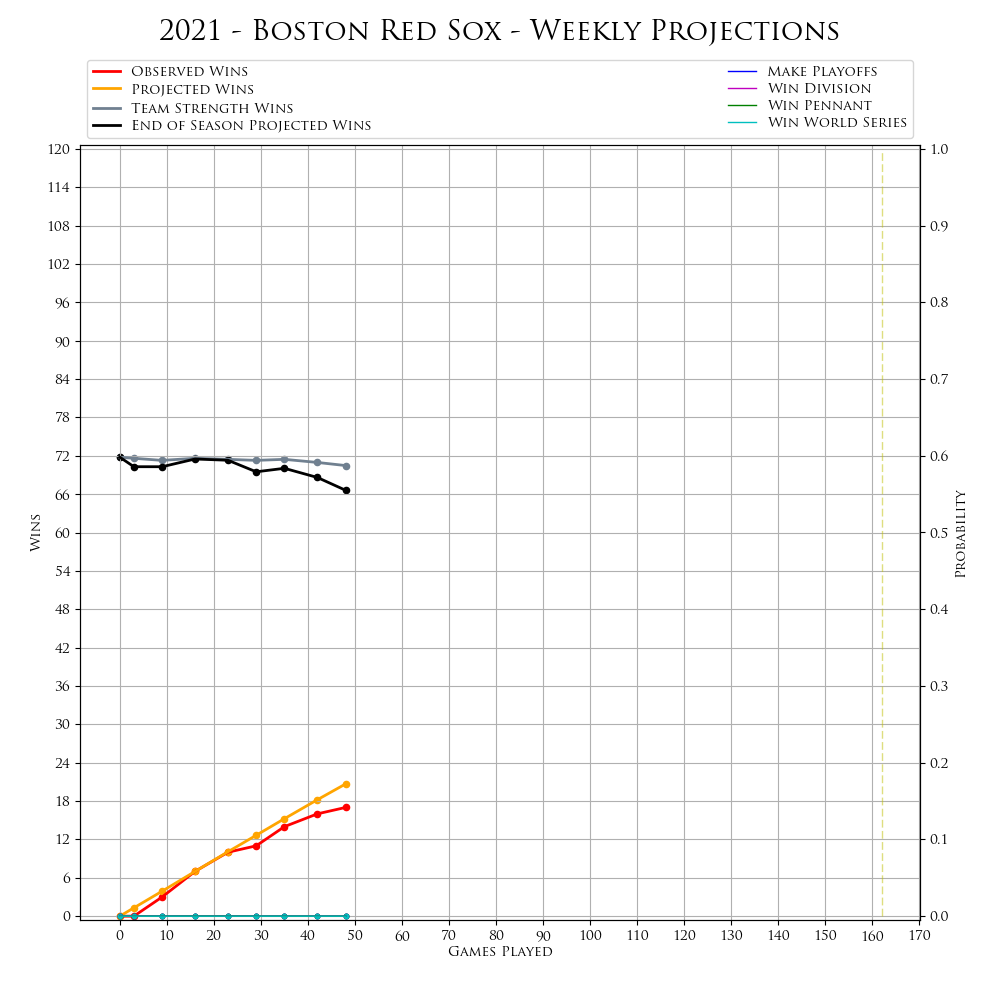 2021 - Boston Red Sox - Weekly Projections
Observed Wins
Projected Wins
Team Strength Wins
End of Season Projected Wins
Make Playoffs
Win Division
Win Pennant
Win World Series
120
114
108
102
96
90
84
78
72
66
60
54
48
42
36
30
24
18
12
6
0
Wins
1.0
0.9
0.8
0.7
0.6
0.5
0.4
0.3
0.2
0.1
0.0
Probability
0 10 20 30 40 50 60 70 80 90 100 110 120 130 140 150 160 170
Games Played